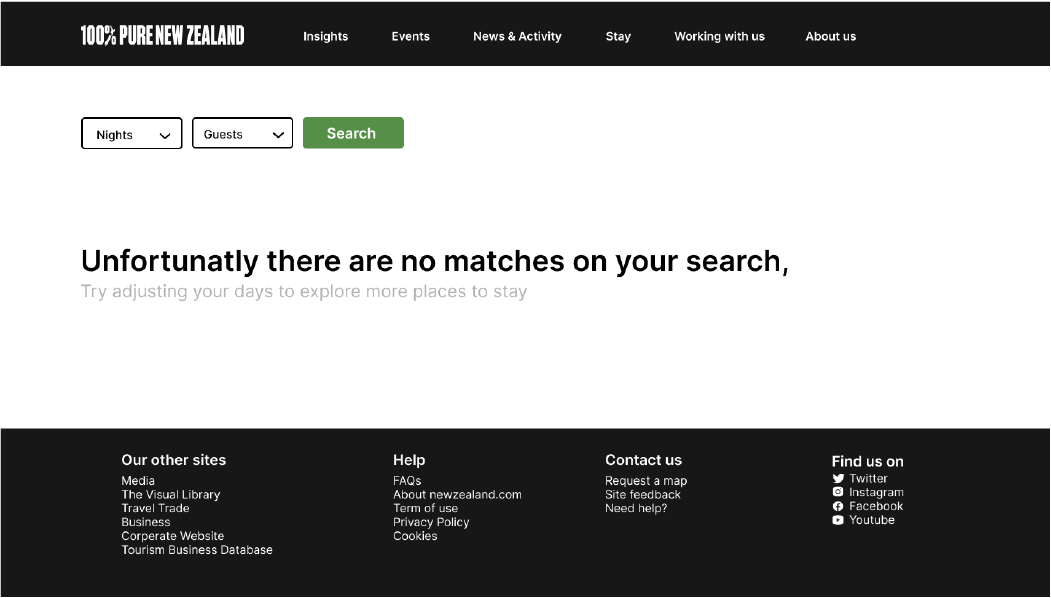 100% PURE NEW ZEALAND
Insights
Events
News & Activity
Stay
Working with us
About us
Nights
Guests
Search
Unfortunatly there are no matches on your search,
Try adjusting your days to explore more places to stay
Our other sites
Media
The Visual Library
Travel Trade
Business
Corperate Website
Tourism Business Database
Help
FAQs
About newzealand.com
Term of use
Privacy Policy
Cookies
Contact us
Request a map
Site feedback
Need help?
Find us on
Twitter
Instagram
Facebook
Youtube